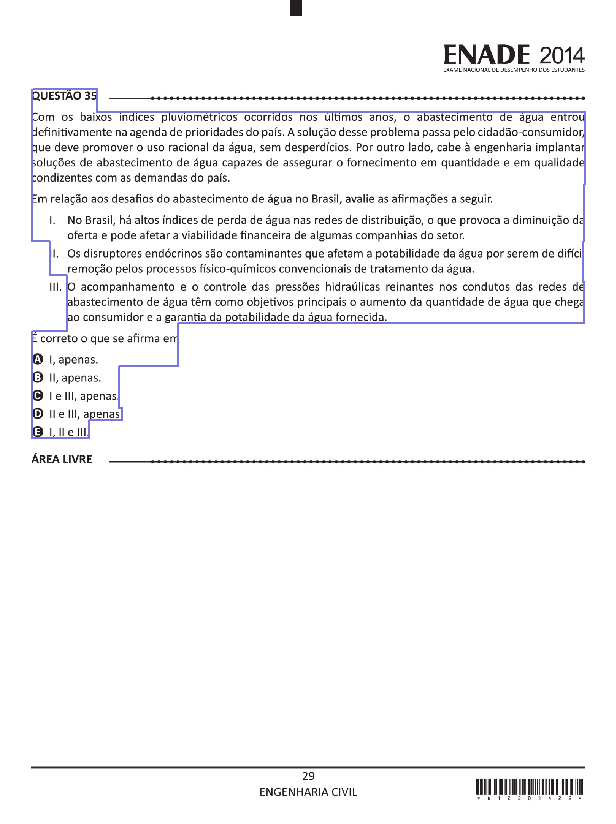 ENADE 2014
EXAME NACIONAL DE DESEMPENHO DOS ESTUDANTES
QUESTÃO 35
Com os baixos índices pluviométricos ocorridos nos últimos anos, o abastecimento de água entrou
definitivamente na agenda de prioridades do país. A solução desse problema passa pelo cidadão-consumidor,
que deve promover o uso racional da água, sem desperdícios. Por outro lado, cabe à engenharia implantar
soluções de abastecimento de água capazes de assegurar o fornecimento em quantidade e em qualidade
condizentes com as demandas do país.
Em relação aos desafios do abastecimento de água no Brasil, avalie as afirmações a seguir.
I. No Brasil, há altos índices de perda de água nas redes de distribuição, o que provoca a diminuição da
oferta e pode afetar a viabilidade financeira de algumas companhias do setor.
II. Os disruptores endócrinos são contaminantes que afetam a potabilidade da água por serem de difícil
remoção pelos processos físico-químicos convencionais de tratamento da água.
III. O acompanhamento e o controle das pressões hidraúlicas reinantes nos condutos das redes de
abastecimento de água têm como objetivos principais o aumento da quantidade de água que chega
ao consumidor e a garantia da potabilidade da água fornecida.
É correto o que se afirma em
A I, apenas.
B II, apenas.
C I e III, apenas.
D II e III, apenas.
E I, II e III.
ÁREA LIVRE
29
ENGENHARIA CIVIL